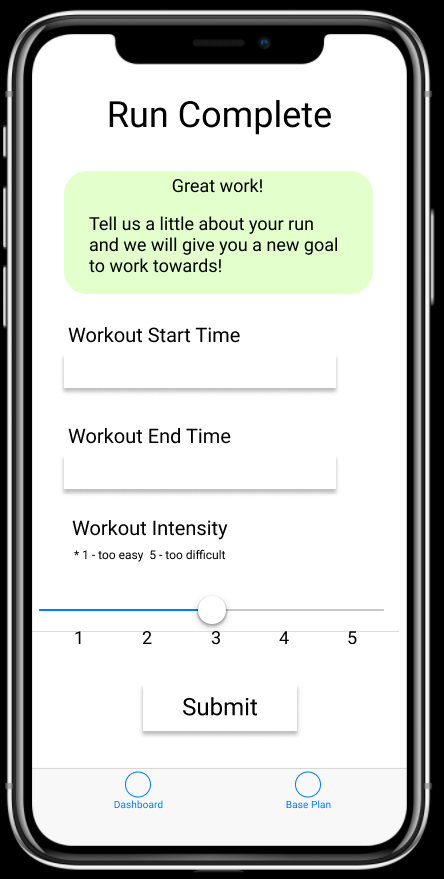 Run Complete
Great work!
Tell us a little about your run
and we will give you a new goal
to work towards!
Workout Start Time
Workout End Time
Workout Intensity
* 1 - too easy  5 - too difficult
1 2 3 4 5
Submit
Dashboard Base Plan